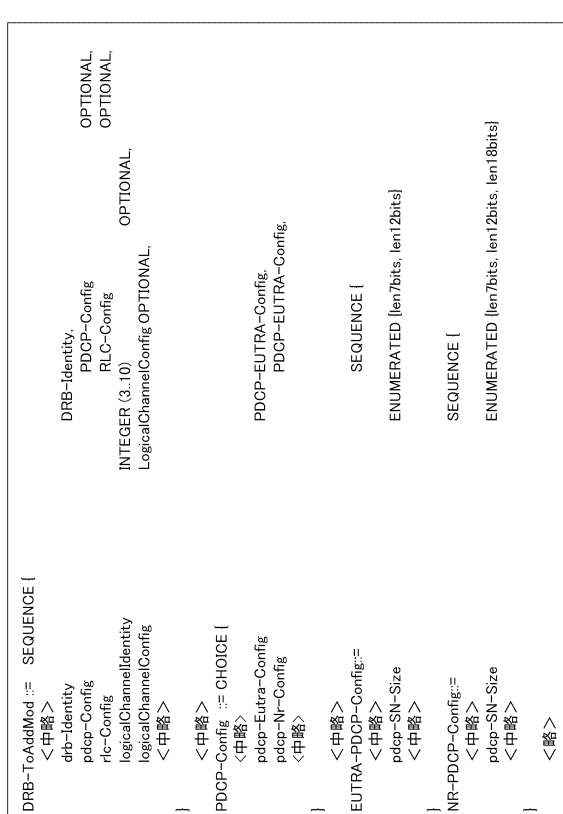 DRB-ToAddMod ::= SEQUENCE {
<中略>
drb-Identity DRB-Identity,
pdcp-Config PDCP-Config OPTIONAL,
rlc-Config RLC-Config OPTIONAL,
logicalChannelIdentity INTEGER (3..10) OPTIONAL,
logicalChannelConfig LogicalChannelConfig OPTIONAL,
<中略>
}
<中略>
PDCP-Config ::= CHOICE {
<中略>
pdcp-Eutra-Config PDCP-EUTRA-Config,
pdcp-Nr-Config PDCP-EUTRA-Config,
<中略>
}
<中略>
EUTRA-PDCP-Config::= SEQUENCE {
<中略>
pdcp-SN-Size ENUMERATED {len7bits, len12bits}
<中略>
}
NR-PDCP-Config::= SEQUENCE {
<中略>
pdcp-SN-Size ENUMERATED {len7bits, len12bits, len18bits}
<中略>
}
<略>